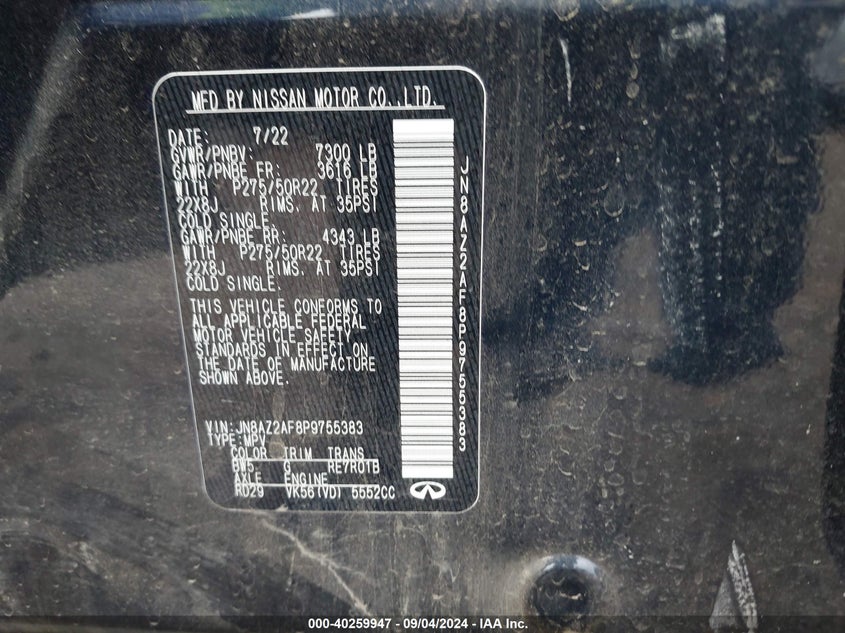 MFD BY NISSAN MOTOR CO.,LTD.
DATE: 7/22
GVWR/PNBV: 7300 LB
GAWR/PNBE FR: 3616 LB
WITH P275/50R22 TIRES
22X8J RIMS. AT 35PSI
COLD SINGLE.
GAWR/PNBE RR: 4343 LB
WITH P275/50R22 TIRES
22X8J RIMS. AT 35PSI
COLD SINGLE.
THIS VEHICLE CONFORMS TO
ALL APPLICABLE FEDERAL
MOTOR VEHICLE SAFETY
STANDARDS IN EFFECT ON
THE DATE OF MANUFACTURE
SHOWN ABOVE.
VIN:JN8AZ2AF8P9755383
TYPE:MPV
COLOR TRIM TRANS
BW5. G RE7R01B
AXLE ENGINE
RD29 VK56(VD) 5552CC
JN8AZ2AF8P9755383
000-40259947 - 09/04/2024 - IAA Inc.